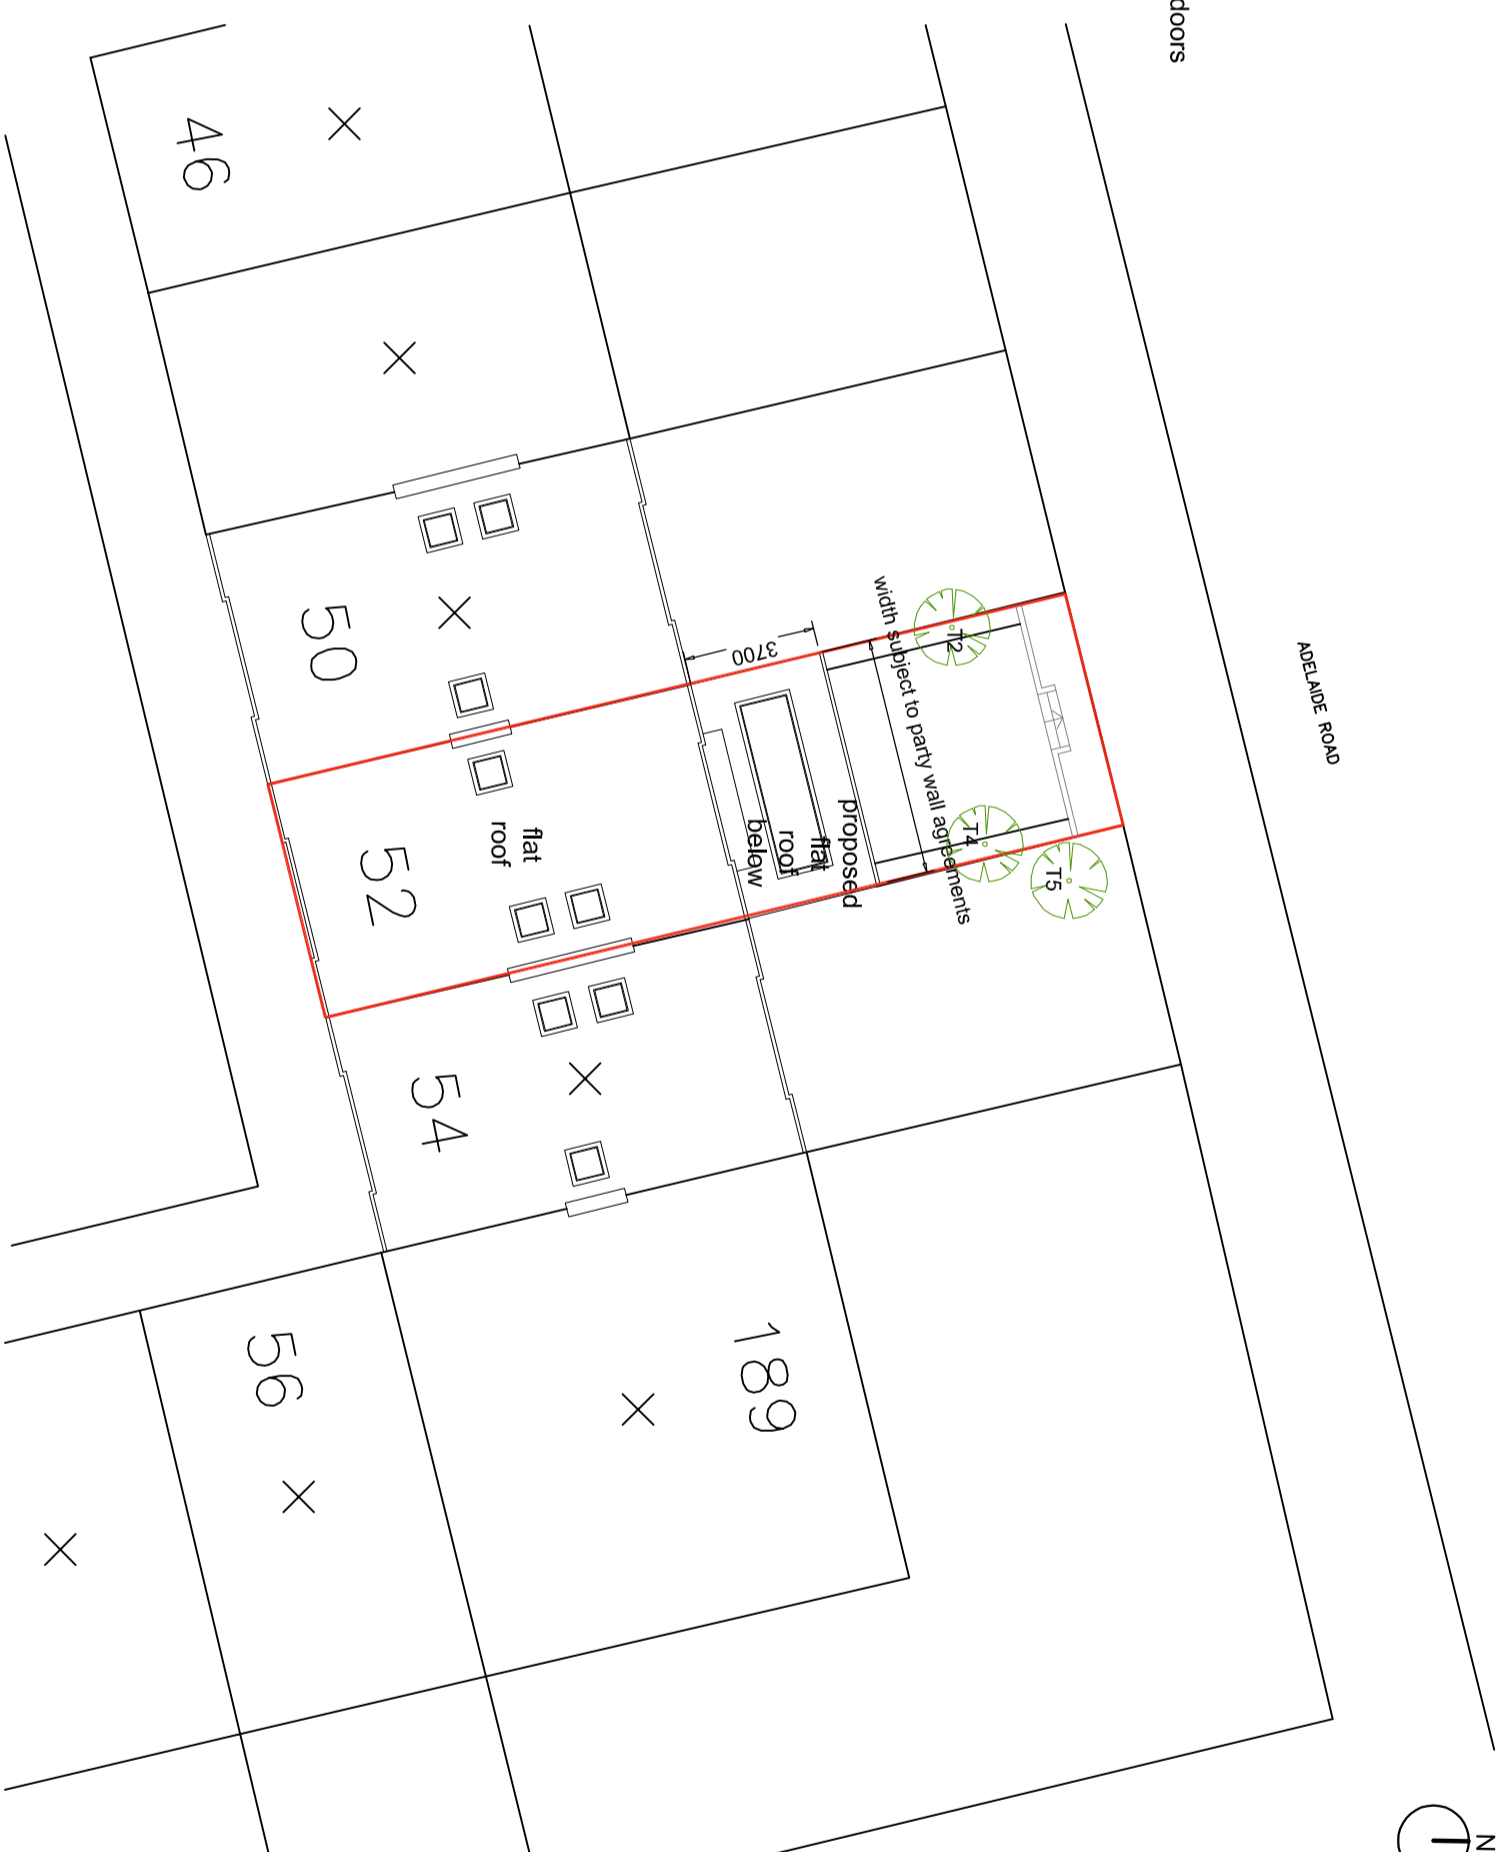 doors
46
ADELAIDE ROAD
50
3700
width subject to party wall agreements
T2
T4
T5
52
flat
roof
proposed
flat
roof
below
54
189
56
N